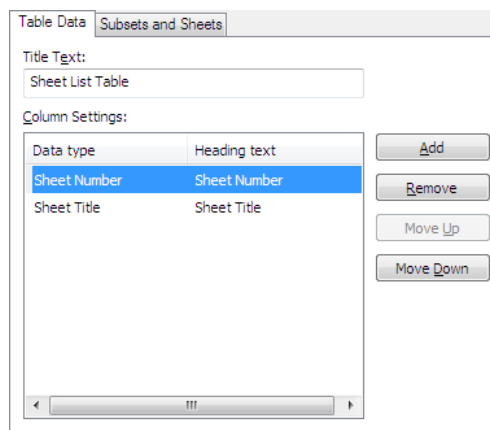 Table Data Subsets and Sheets
Title Text:
Sheet List Table
Column Settings:
Data type Heading text
Sheet Number Sheet Number
Sheet Title Sheet Title
Add
Remove
Move Up
Move Down